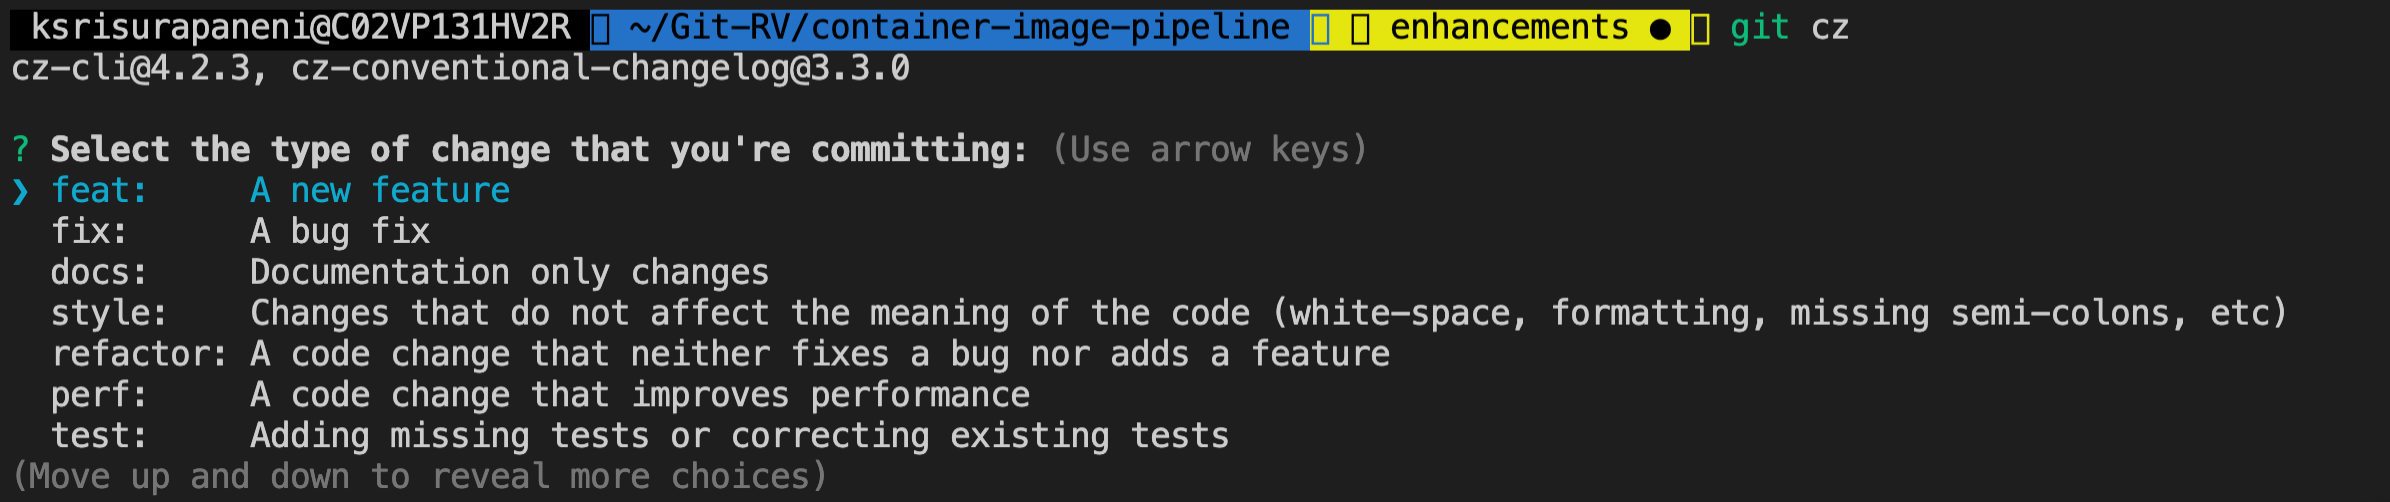 ksrisurapaneni@C02VP131HV2R ~/Git-RV/container-image-pipeline enhancements ● git cz
cz-cli@4.2.3, cz-conventional-changelog@3.3.0
? Select the type of change that you're committing: (Use arrow keys)
❯ feat: A new feature
fix: A bug fix
docs: Documentation only changes
style: Changes that do not affect the meaning of the code (white-space, formatting, missing semi-colons, etc)
refactor: A code change that neither fixes a bug nor adds a feature
perf: A code change that improves performance
test: Adding missing tests or correcting existing tests
(Move up and down to reveal more choices)